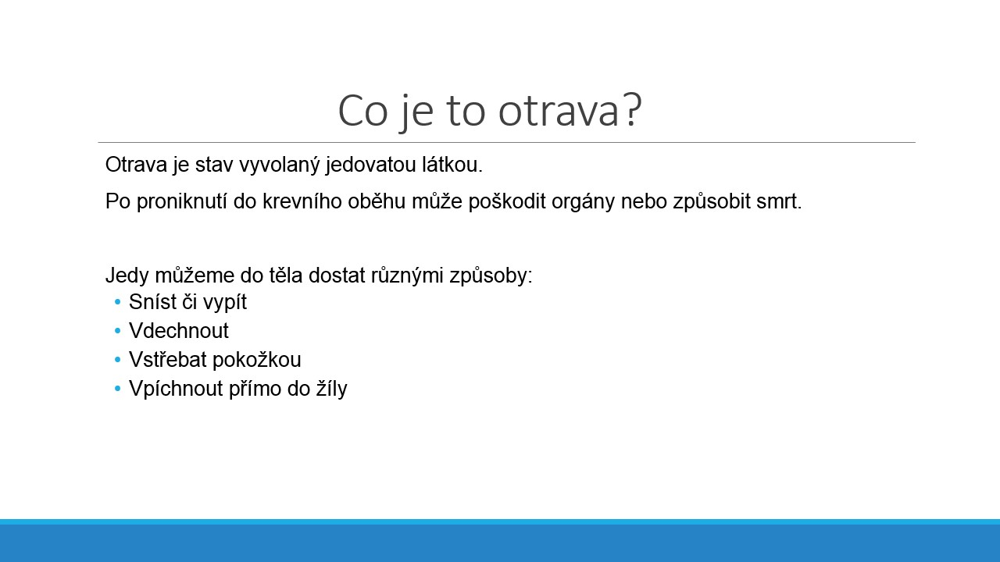 Co je to otrava?
Otrava je stav vyvolaný jedovatou látkou.
Po proniknutí do krevního oběhu může poškodit orgány nebo způsobit smrt.
Jedy můžeme do těla dostat různými způsoby:
• Sníst či vypít
• Vdechnout
• Vstřebat pokožkou
• Vpíchnout přímo do žíly